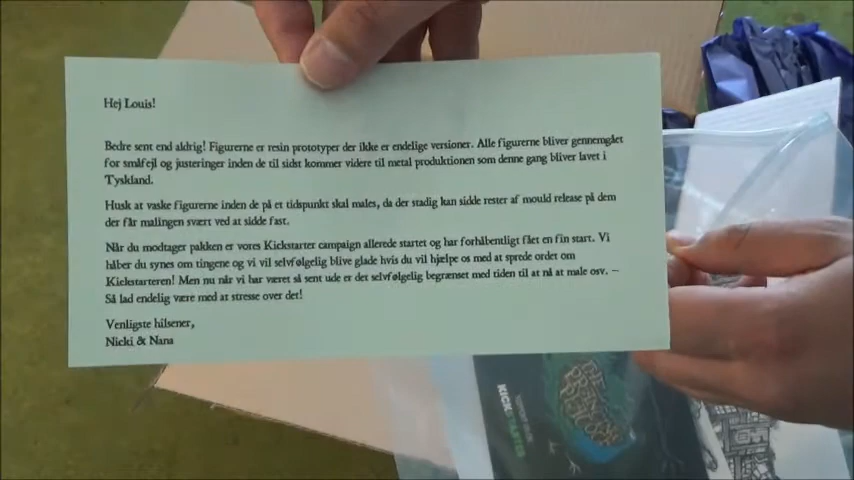 Hej Louis!
Bedre sent end aldrig! Figurerne er resin prototyper der ikke er endelige versioner. Alle figurerne bliver gennemgået
for småfejl og justeringer inden de til sidst kommer videre til metal produktionen som denne gang bliver lavet i
Tyskland.
Husk at vaske figurerne inden de på et tidspunkt skal males, da der stadig kan sidde rester af mould release på dem
der får malingen svært ved at sidde fast.
Når du modtager pakken er vores Kickstarter campaign allerede startet og har forhåbentligt fået en fin start. Vi
håber du synes om tingene og vi vil selvfølgelig blive glade hvis du vil hjælpe os med at sprede ordet om
Kickstarteren! Men nu når vi har været så sent ude er det selvfølgelig begrænset med tiden til at nå at male osv. –
Så lad endelig være med at stresse over det!
Venligste hilsener,
Nicki & Nana
KICKSTARTER